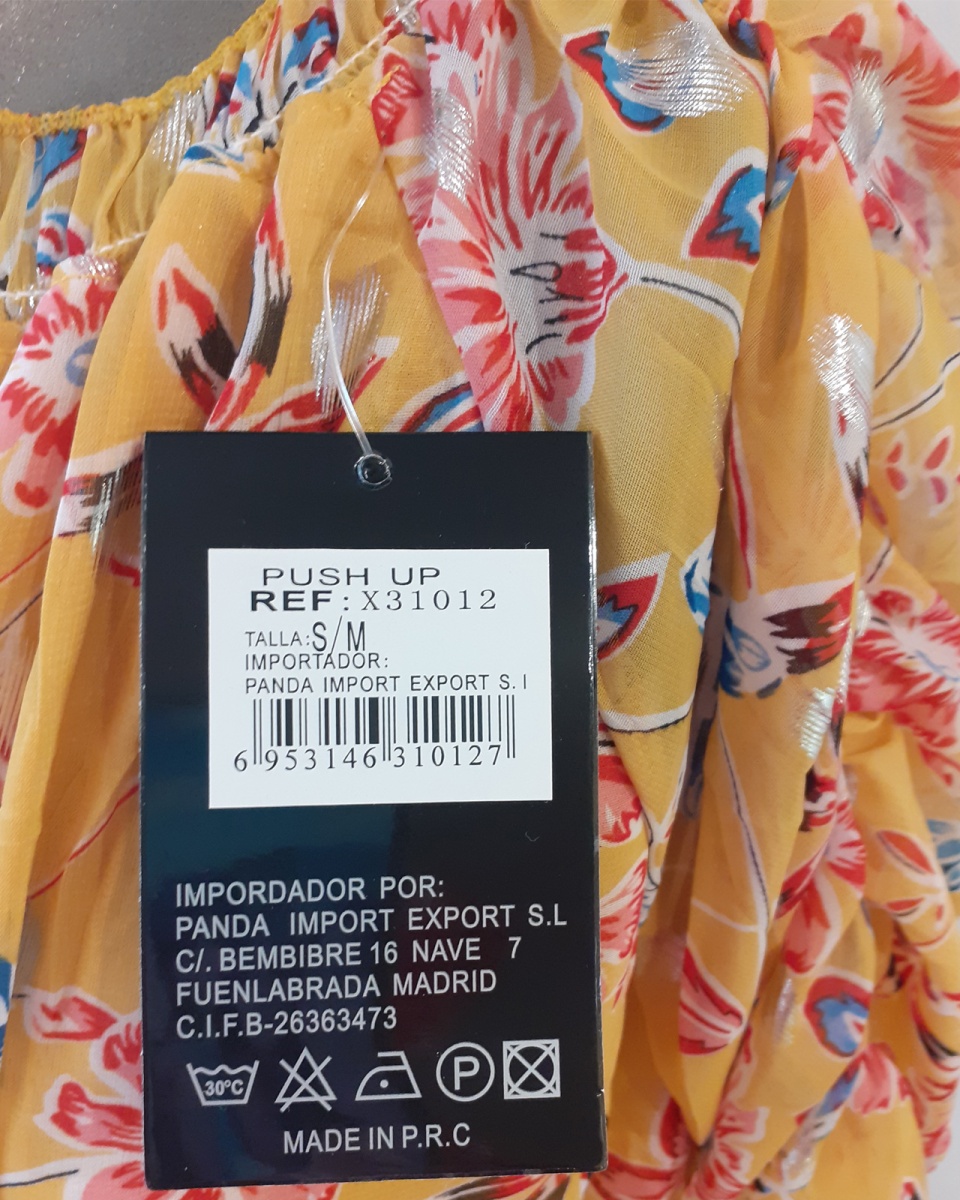 PUSH UP
REF: X31012
TALLA: S/M
IMPORTADOR:
PANDA IMPORT EXPORT S. l
6 953146 310127
IMPORDADOR POR:
PANDA IMPORT EXPORT S.L
C/. BEMBIBRE 16 NAVE 7
FUENLABRADA MADRID
C.I.F.B-26363473
30°C P
MADE IN P.R.C